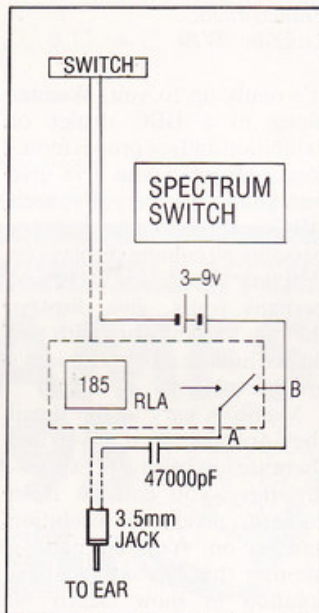 SWITCH
SPECTRUM
SWITCH
3–9v
185
RLA
B
A
47000pF
3.5mm
JACK
TO EAR